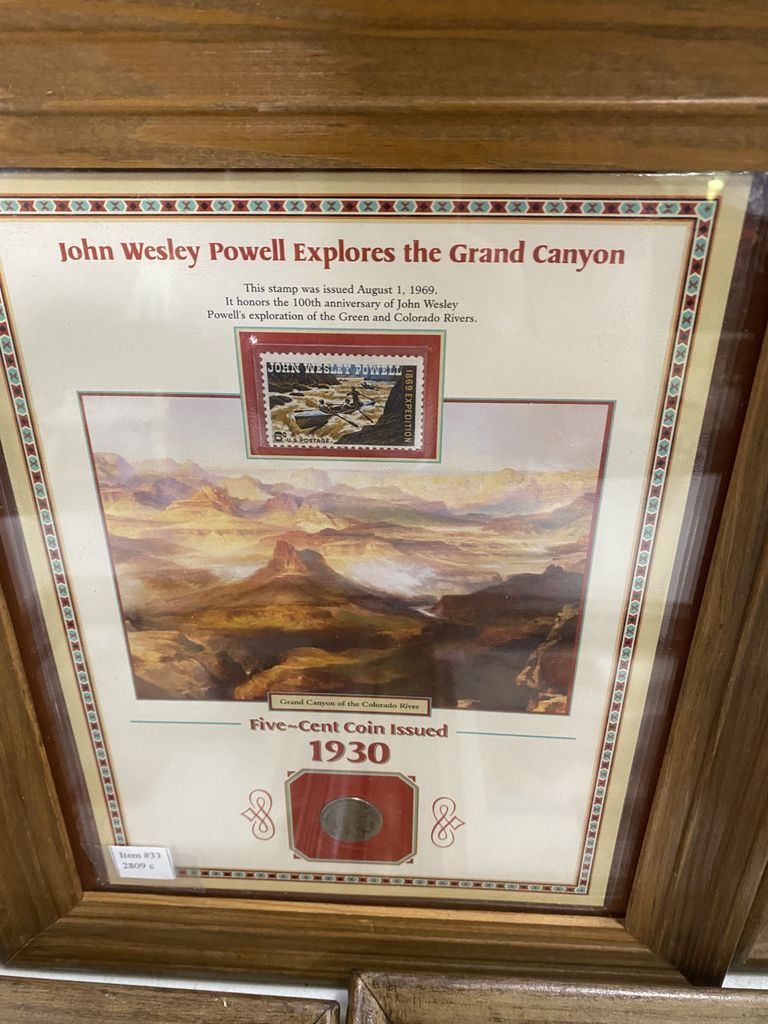 John Wesley Powell Explores the Grand Canyon
This stamp was issued August 1, 1969.
It honors the 100th anniversary of John Wesley
Powell's exploration of the Green and Colorado Rivers.
JOHN WESLEY POWELL
1869 EXPEDITION
6c U.S. POSTAGE
Grand Canyon of the Colorado River
Five~Cent Coin Issued
1930
Item #33
2809 c